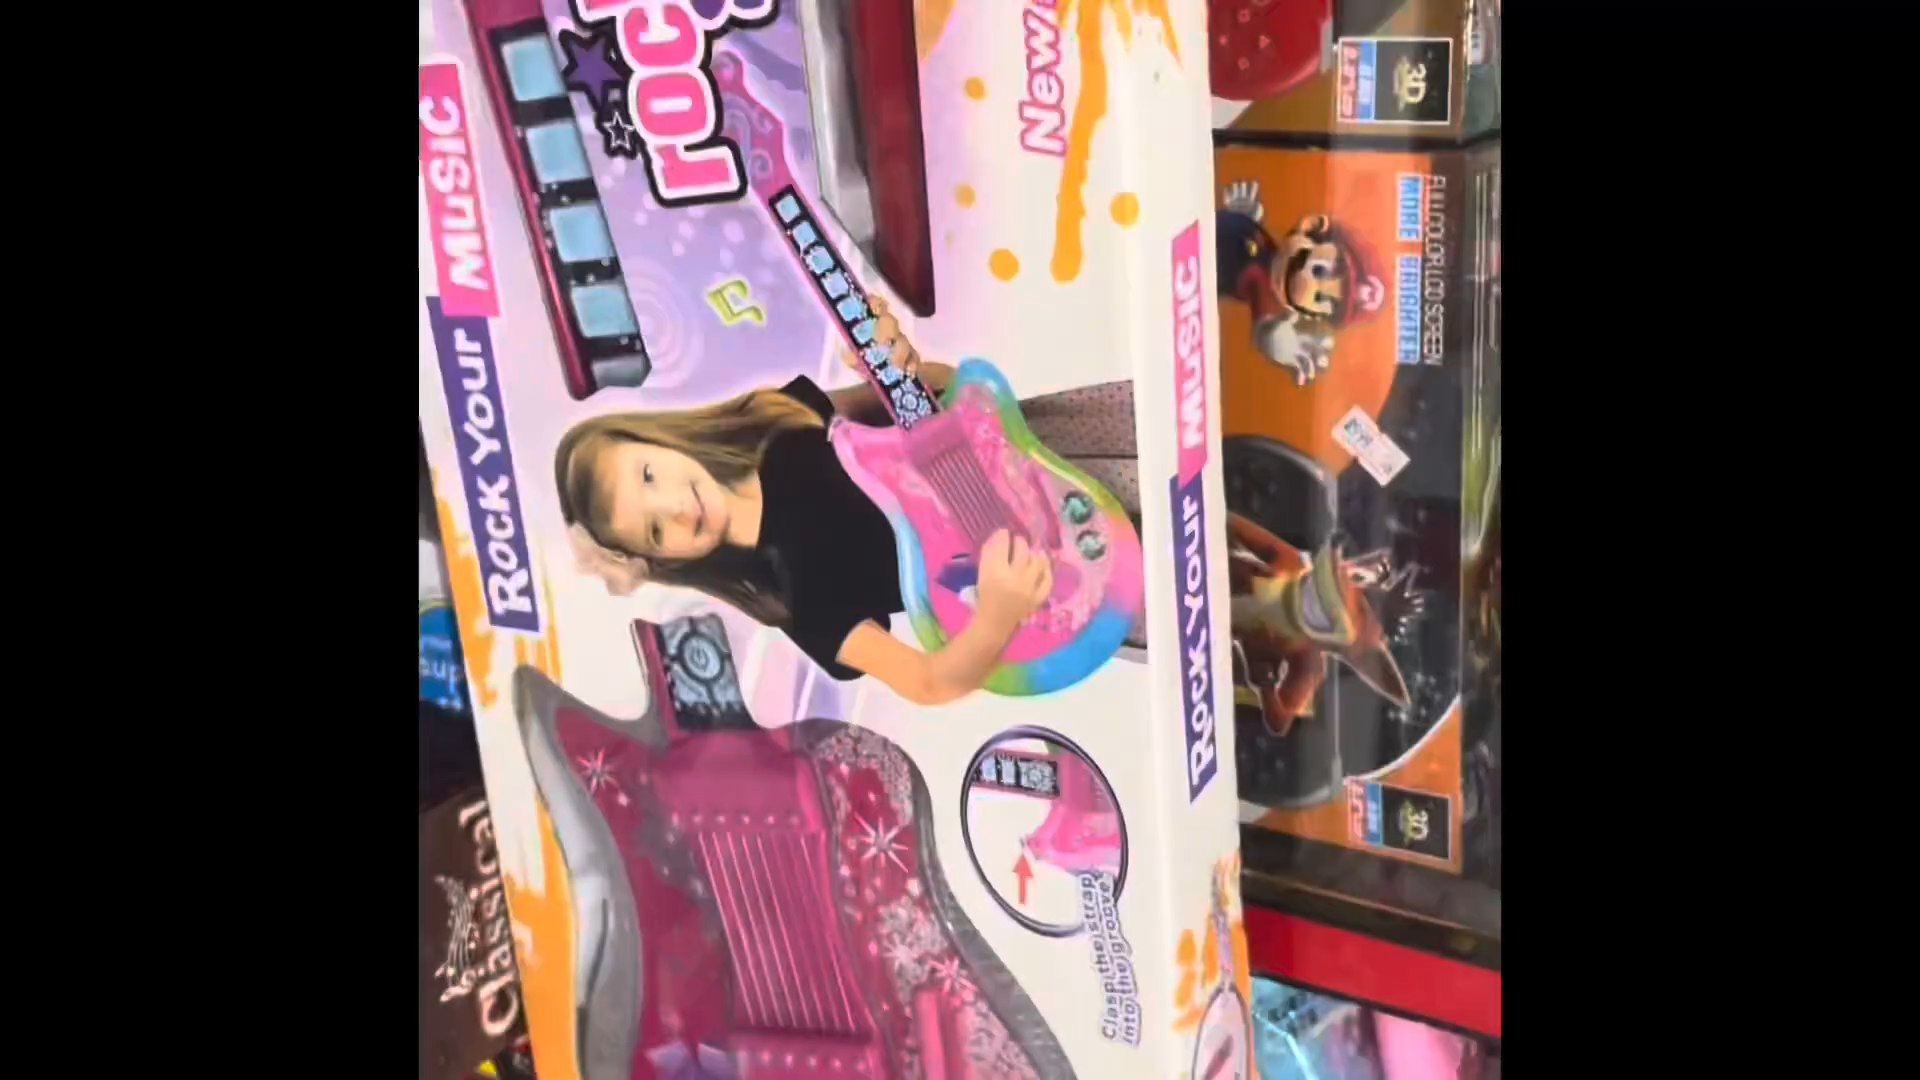 MuSiC
ROCK YOUR
rock
New
MuSiC
ROCK YOUR
Clasp the strap
into the groove
Classical
3D
FULL COLOR LCD SCREEN
MORE BRIGHTER
3D